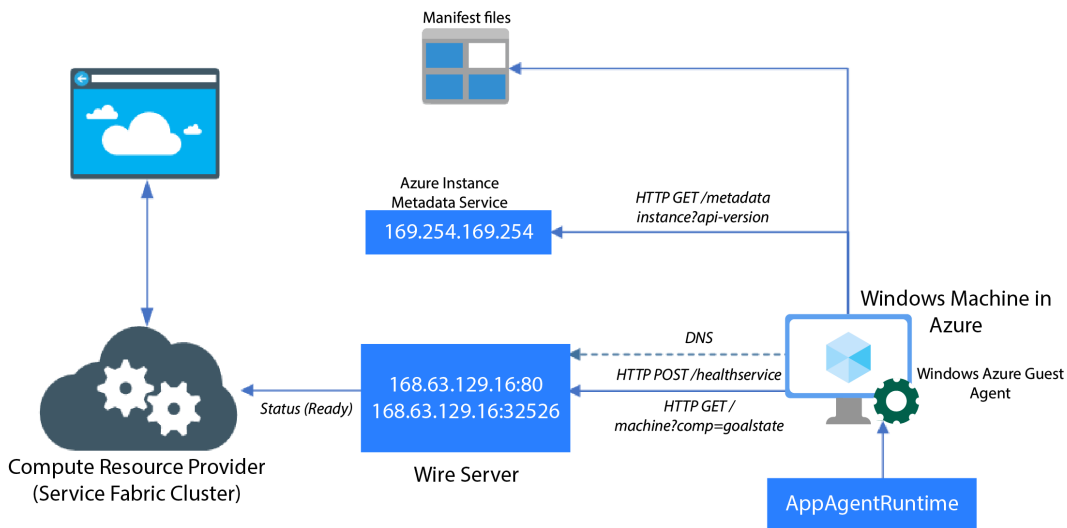 Manifest files
Azure Instance
Metadata Service
169.254.169.254
HTTP GET /metadata
instance?api-version
Windows Machine in
Azure
DNS
168.63.129.16:80
168.63.129.16:32526
HTTP POST /healthservice
Windows Azure Guest
Agent
HTTP GET /
machine?comp=goalstate
Status (Ready)
Compute Resource Provider
(Service Fabric Cluster)
Wire Server
AppAgentRuntime